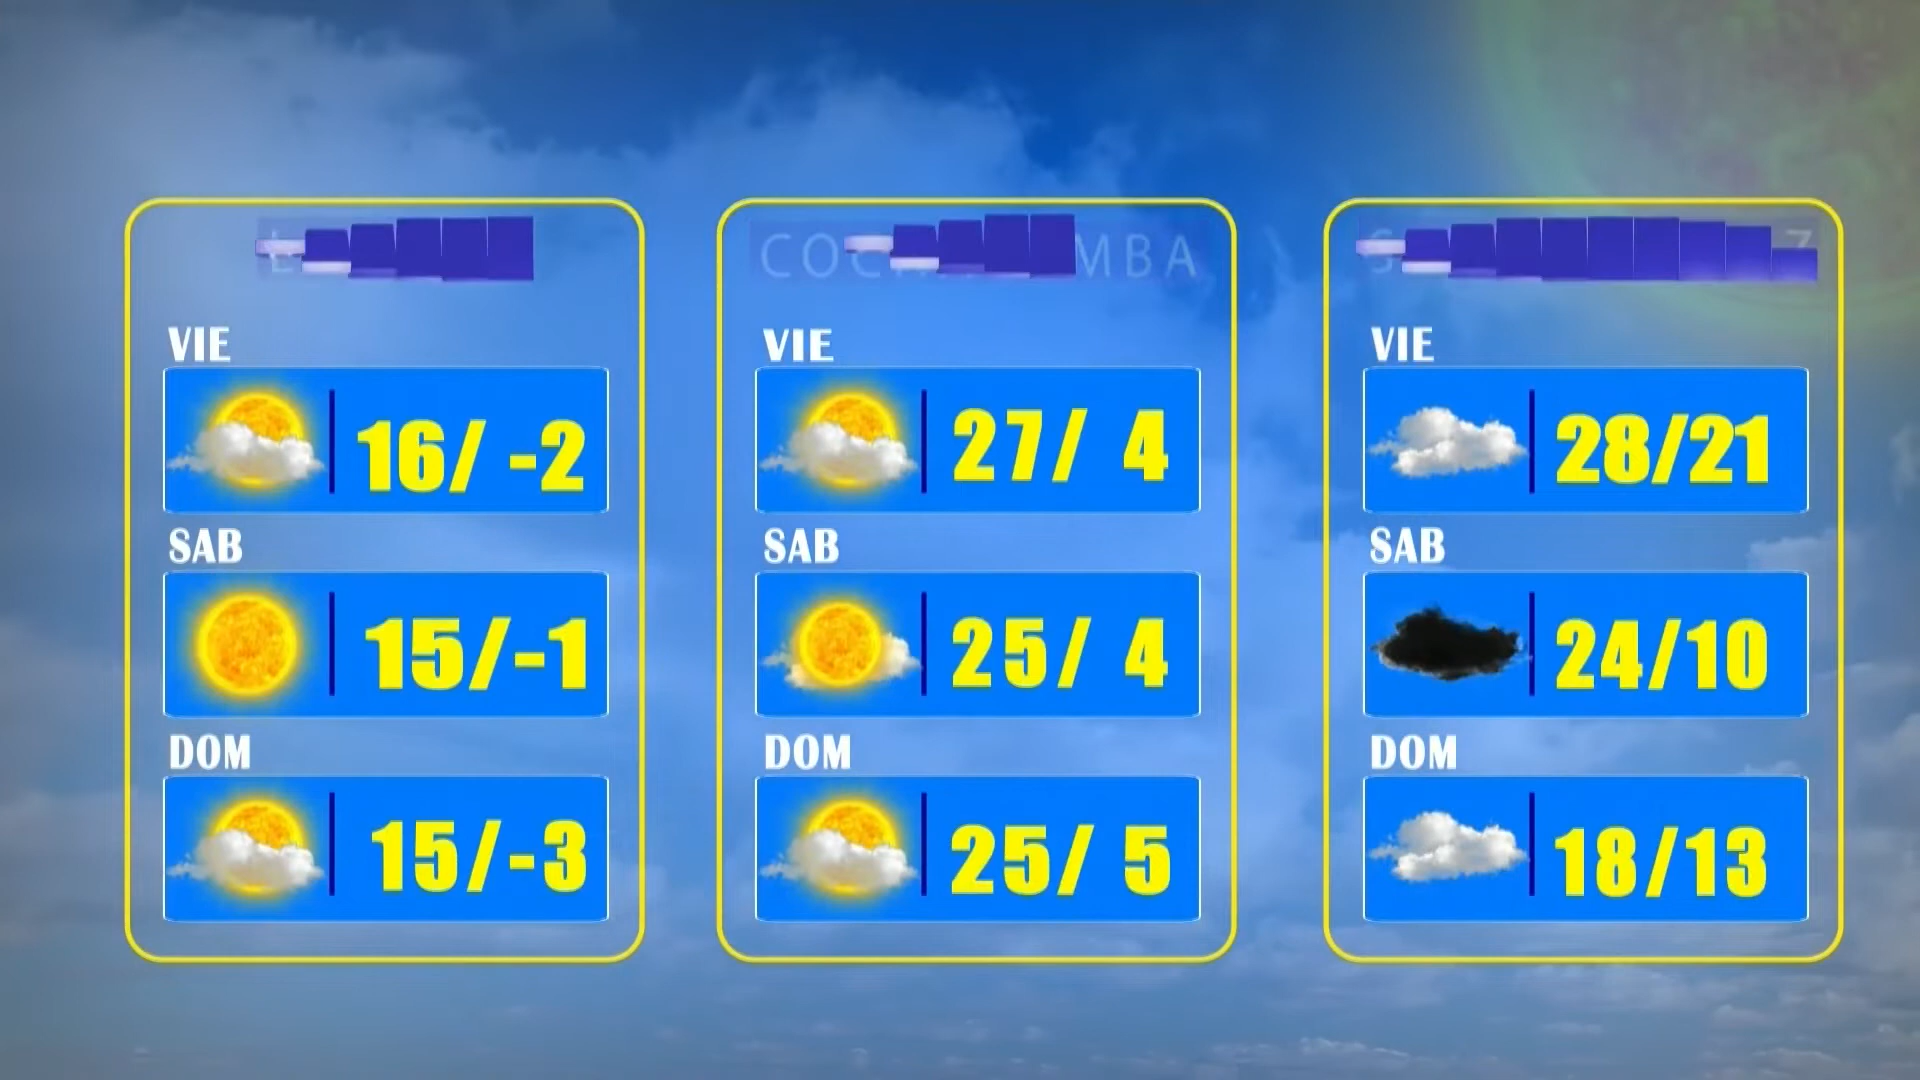 VIE
16/ -2
SAB
15/-1
DOM
15/-3
VIE
27/ 4
SAB
25/ 4
DOM
25/ 5
VIE
28/21
SAB
24/10
DOM
18/13